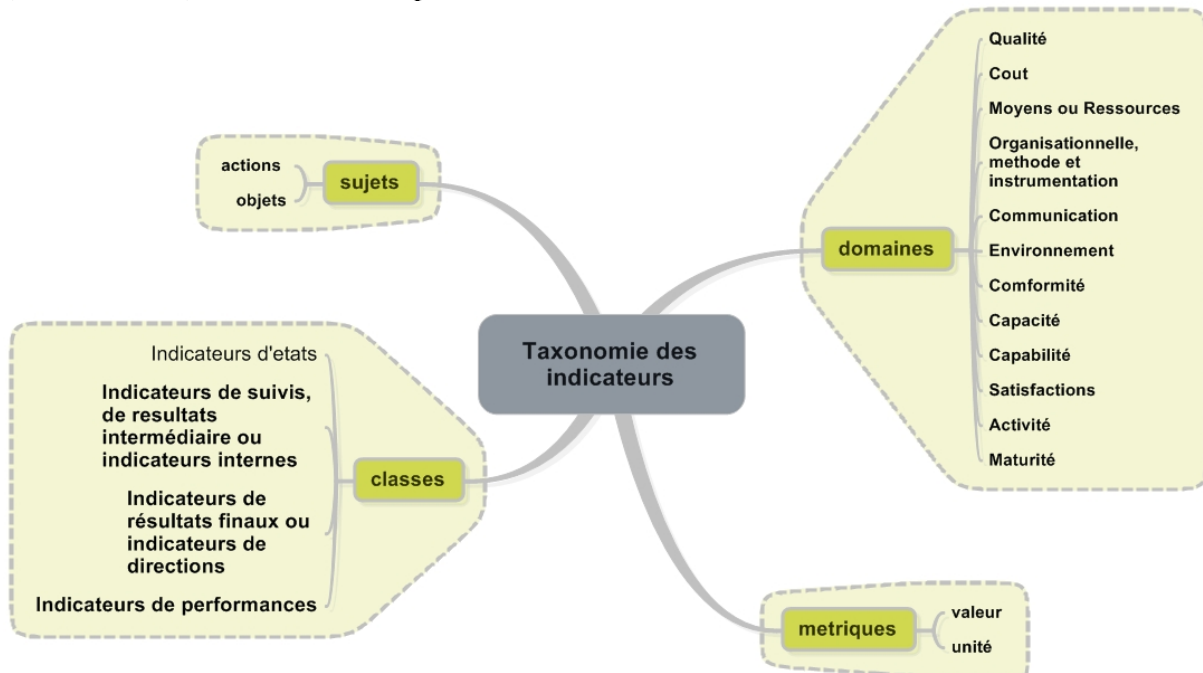 Taxonomie des
indicateurs
sujets
actions
objets
domaines
Qualité
Cout
Moyens ou Ressources
Organisationnelle,
methode et
instrumentation
Communication
Environnement
Comformité
Capacité
Capabilité
Satisfactions
Activité
Maturité
classes
Indicateurs d'etats
Indicateurs de suivis,
de resultats
intermédiaire ou
indicateurs internes
Indicateurs de
résultats finaux ou
indicateurs de
directions
Indicateurs de performances
metriques
valeur
unité